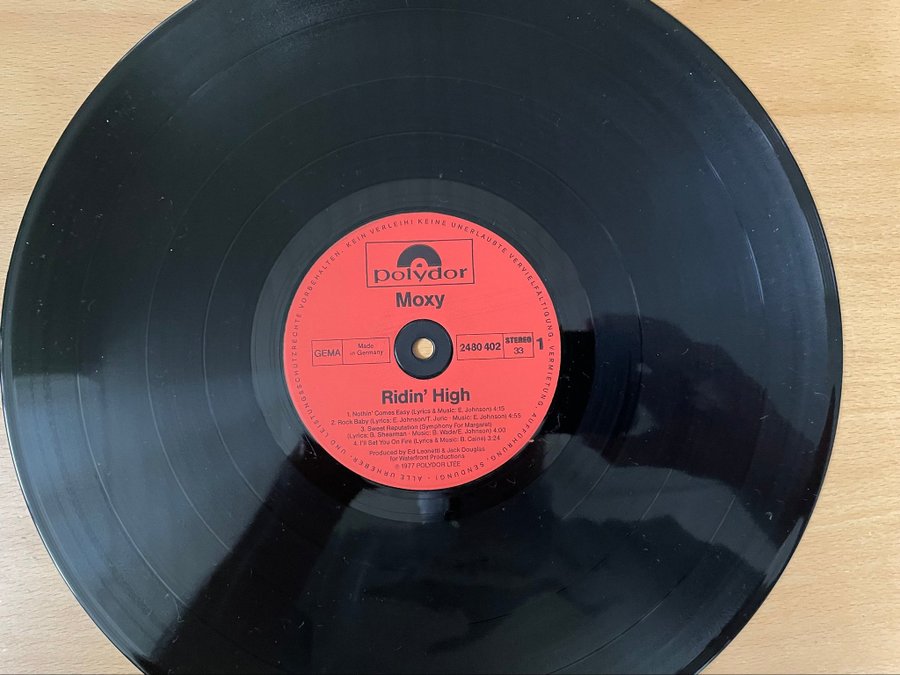 ALLE URHEBER- UND LEISTUNGSSCHUTZRECHTE VORBEHALTEN · KEIN VERLEIH! KEINE UNERLAUBTE VERVIELFÄLTIGUNG, VERMIETUNG, AUFFÜHRUNG, SENDUNG! ·
polydor
Moxy
GEMA
Made
in Germany
2480 402
STEREO
33
1
Ridin' High
1. Nothin' Comes Easy (Lyrics & Music: E. Johnson) 4:15
2. Rock Baby (Lyrics: E. Johnson/T. Juric · Music: E. Johnson) 4:55
3. Sweet Reputation (Symphony For Margaret)
(Lyrics: B. Shearman · Music: B. Wade/E. Johnson) 4:00
4. I'll Set You On Fire (Lyrics & Music: B. Caine) 3:24
Produced by Ed Leonetti & Jack Douglas
for Waterfront Productions
℗ 1977 POLYDOR LTÉE